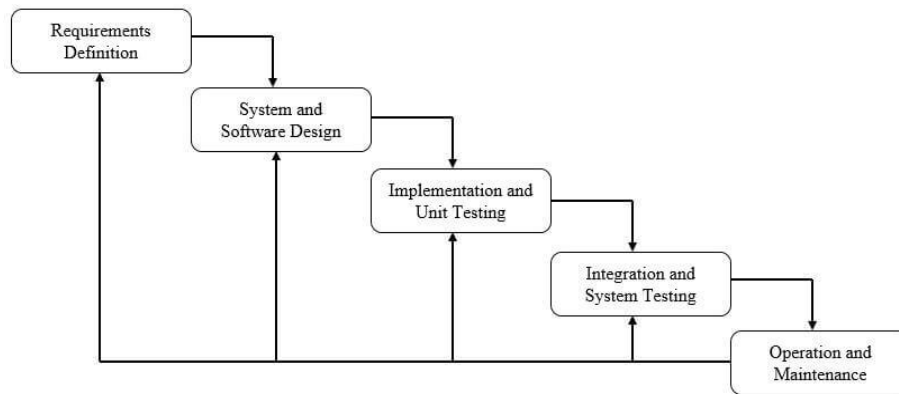 Requirements
Definition
System and
Software Design
Implementation and
Unit Testing
Integration and
System Testing
Operation and
Maintenance